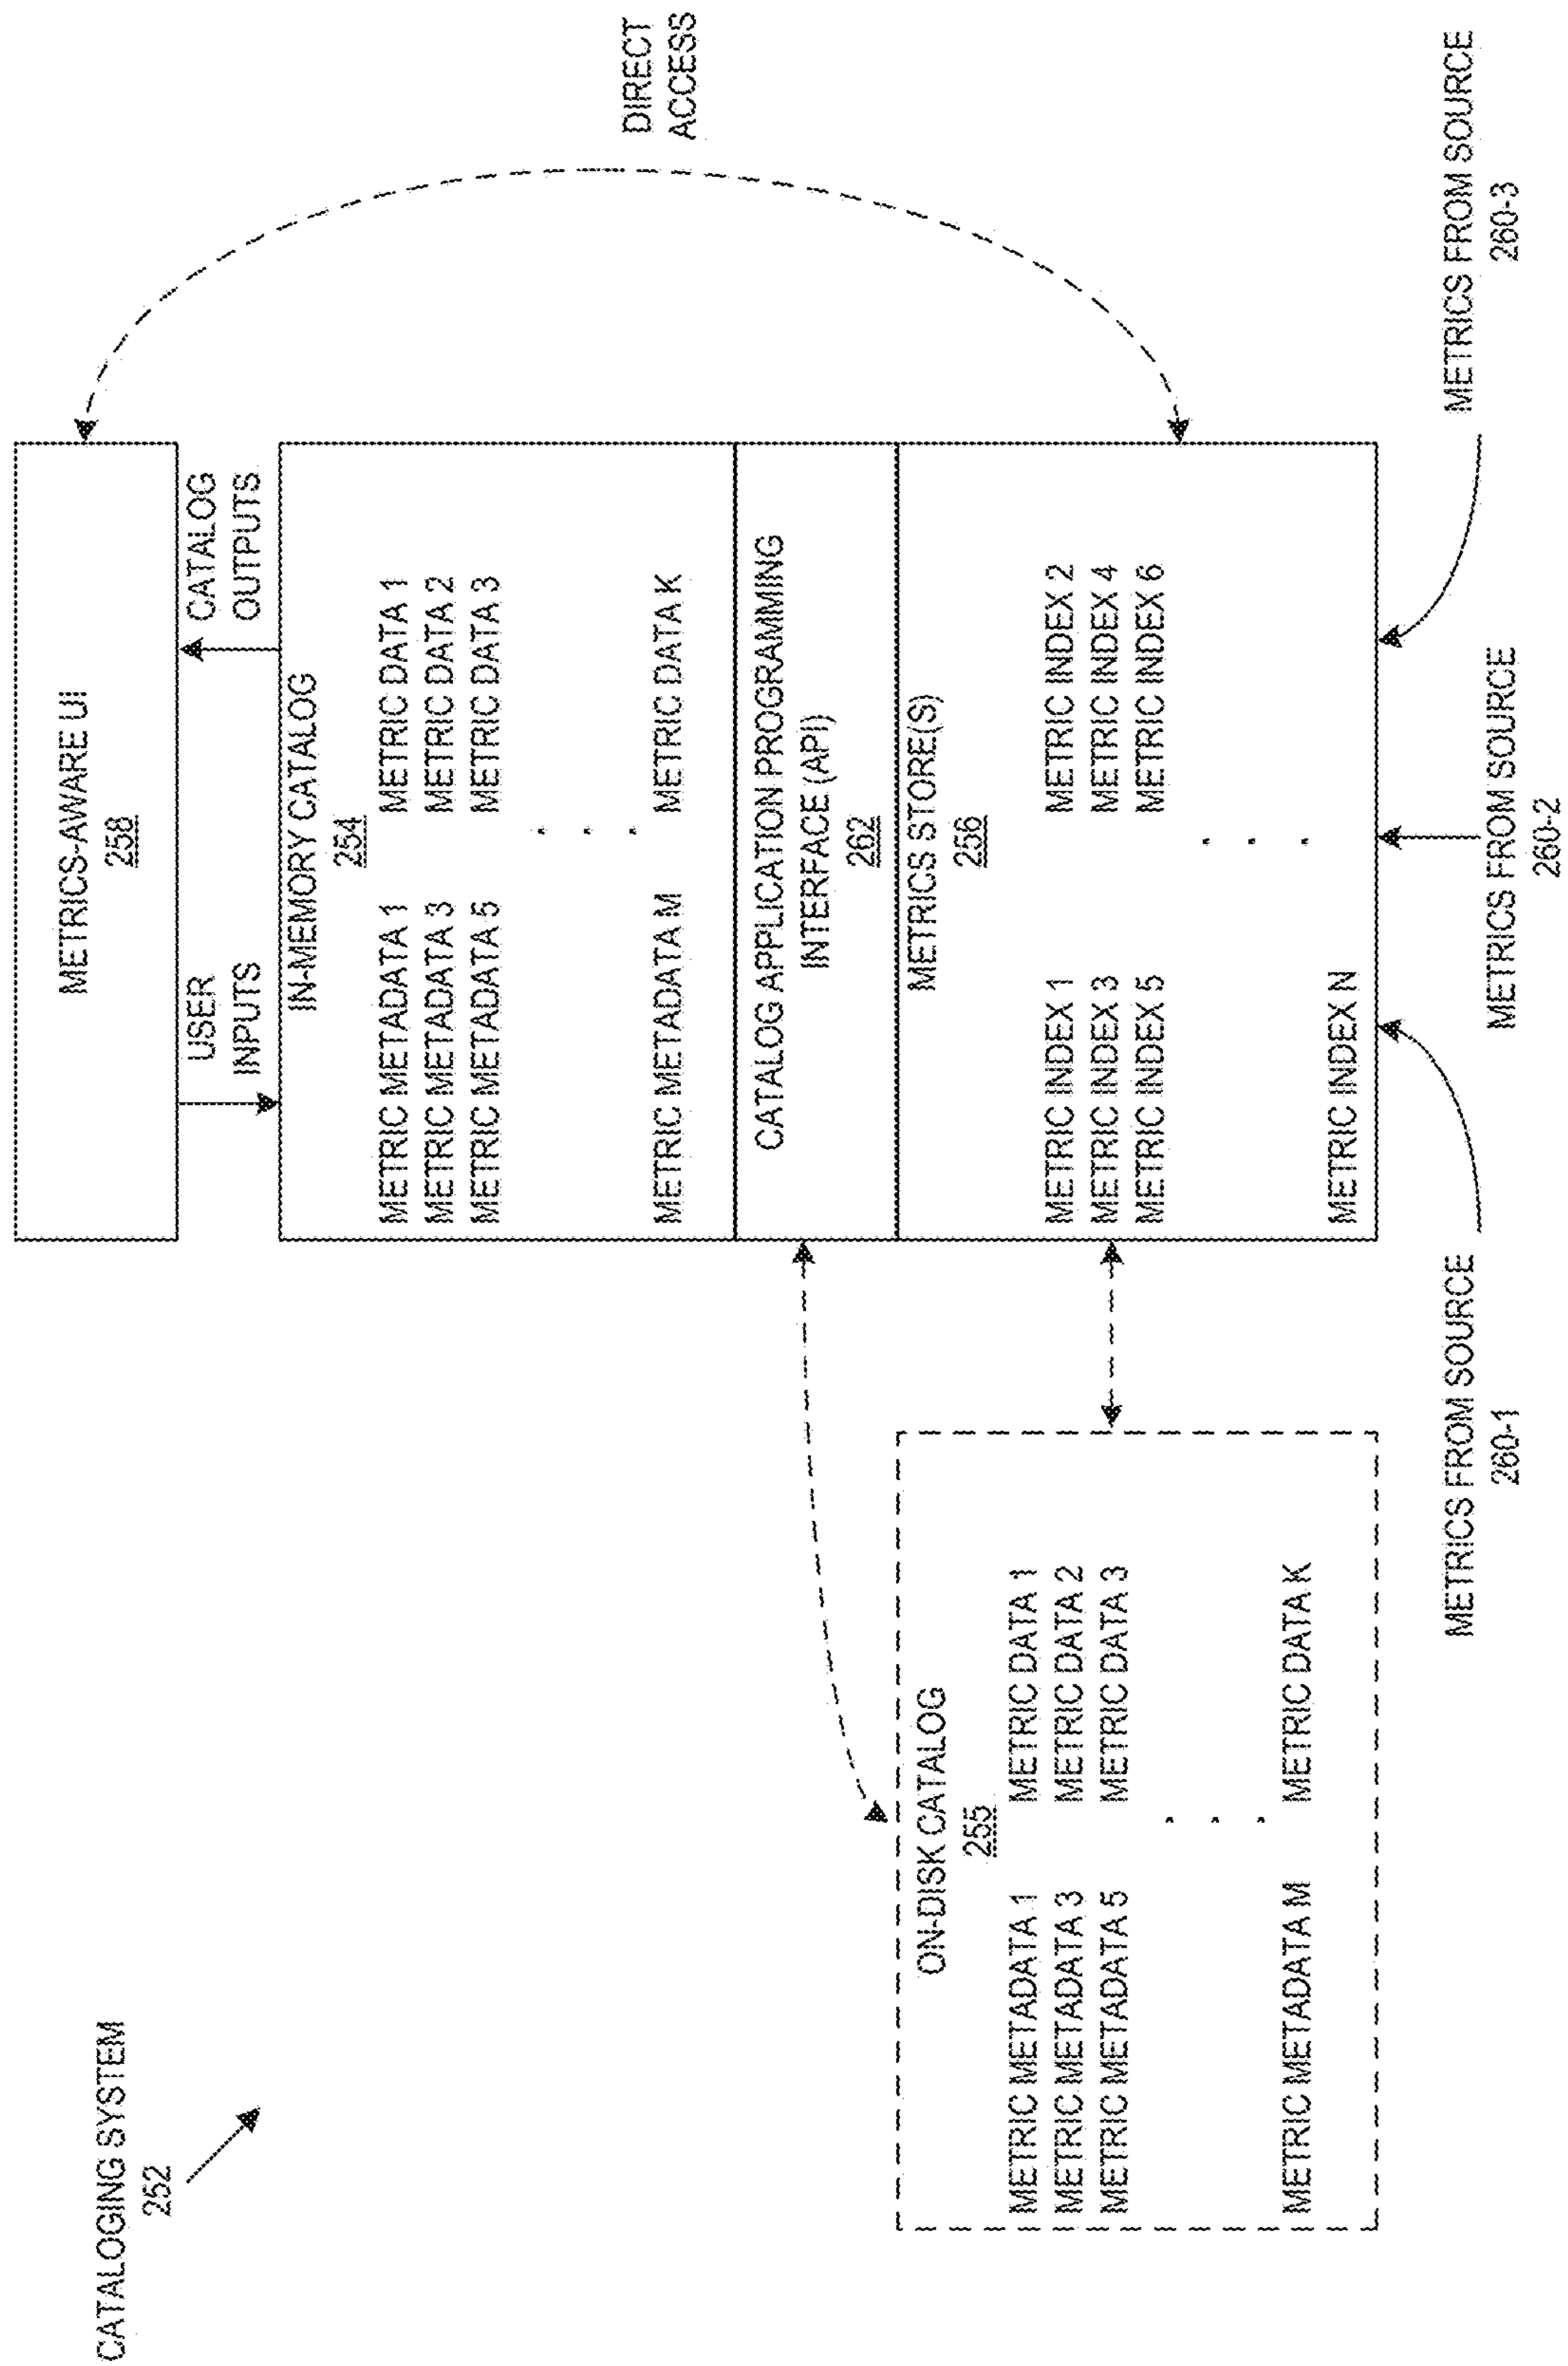 CATALOGING SYSTEM
252
METRICS-AWARE UI
258
USER
INPUTS
CATALOG
OUTPUTS
DIRECT
ACCESS
IN-MEMORY CATALOG
254
METRIC METADATA 1 METRIC DATA 1
METRIC METADATA 3 METRIC DATA 2
METRIC METADATA 5 METRIC DATA 3
. . .
METRIC METADATA M METRIC DATA K
CATALOG APPLICATION PROGRAMMING
INTERFACE (API)
262
METRICS STORE(S)
256
METRIC INDEX 1 METRIC INDEX 2
METRIC INDEX 3 METRIC INDEX 4
METRIC INDEX 5 METRIC INDEX 6
. . .
METRIC INDEX N
ON-DISK CATALOG
255
METRIC METADATA 1 METRIC DATA 1
METRIC METADATA 3 METRIC DATA 2
METRIC METADATA 5 METRIC DATA 3
. . .
METRIC METADATA M METRIC DATA K
METRICS FROM SOURCE
260-1
METRICS FROM SOURCE
260-2
METRICS FROM SOURCE
260-3